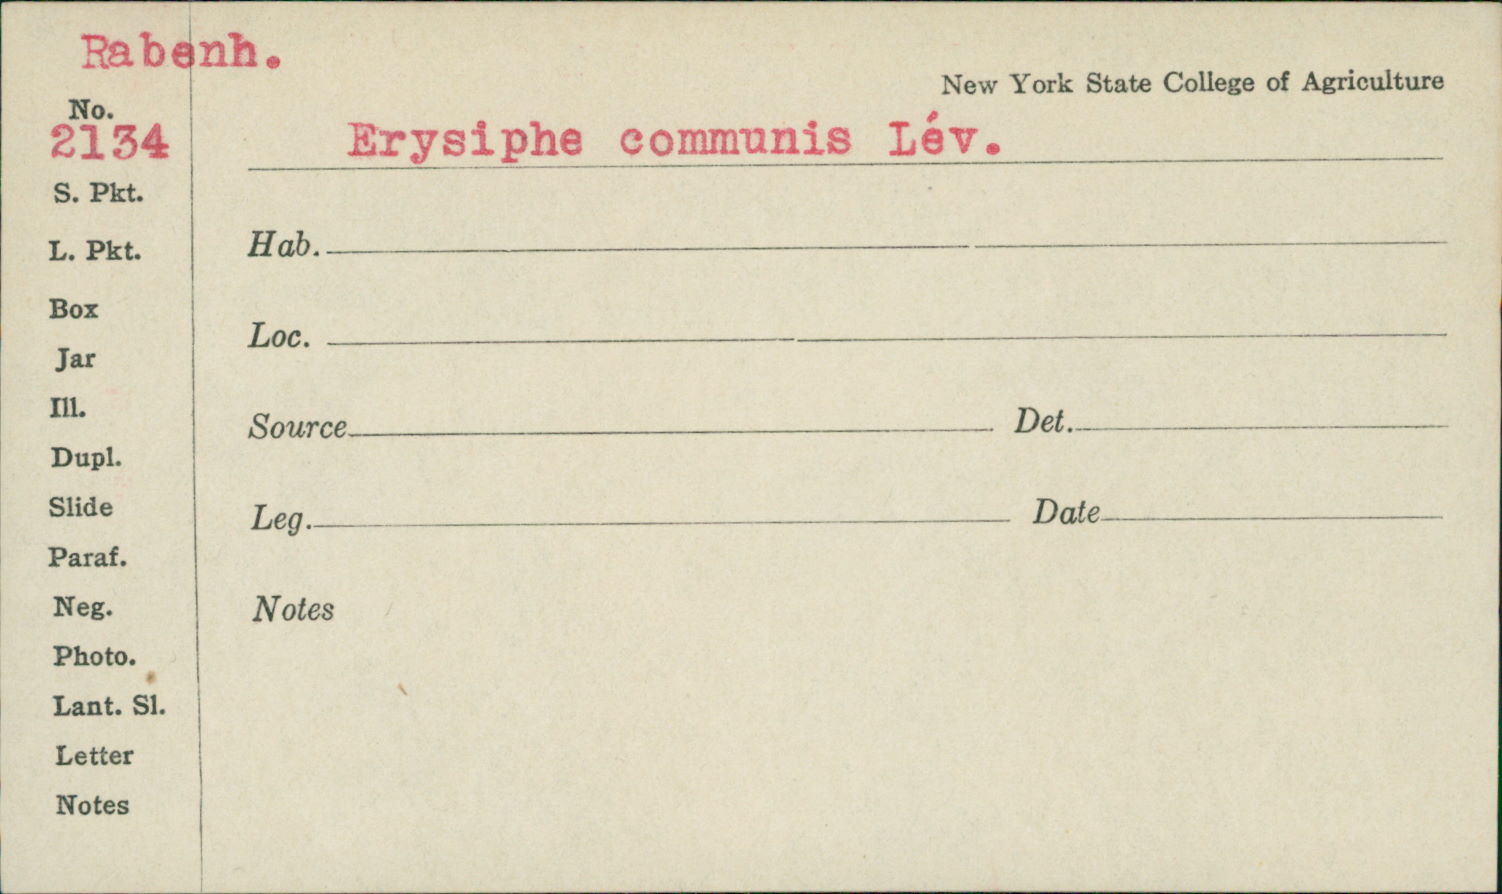 Rabenh.
New York State College of Agriculture
No.
2134
Erysiphe communis Lév.
S. Pkt.
L. Pkt.
Hab.
Box
Loc.
Jar
Ill.
Source Det.
Dupl.
Slide
Leg. Date
Paraf.
Neg.
Notes
Photo.
Lant. Sl.
Letter
Notes